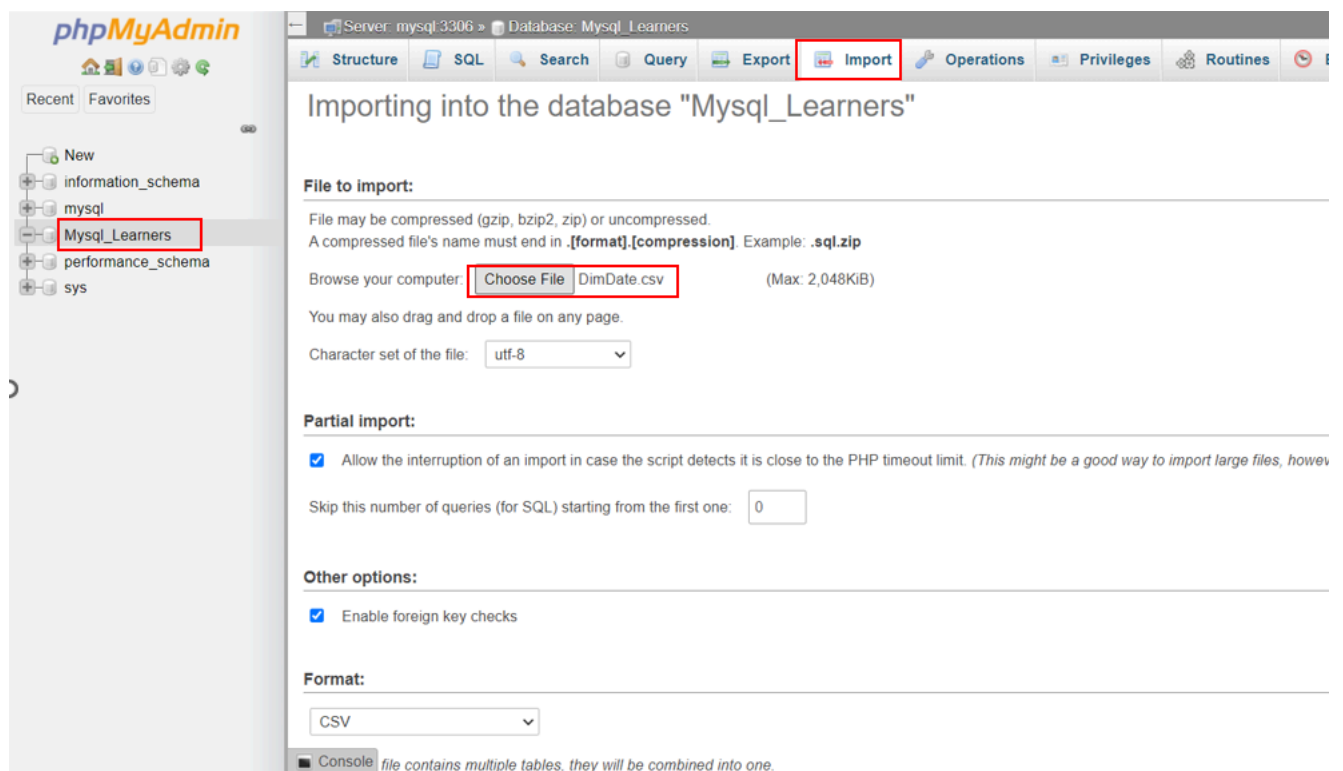 phpMyAdmin
Recent Favorites
New
information_schema
mysql
Mysql_Learners
performance_schema
sys
Server: mysql:3306 » Database: Mysql_Learners
Structure SQL Search Query Export Import Operations Privileges Routines
Importing into the database "Mysql_Learners"
File to import:
File may be compressed (gzip, bzip2, zip) or uncompressed.
A compressed file's name must end in .[format].[compression]. Example: .sql.zip
Browse your computer: Choose File DimDate.csv (Max: 2,048KiB)
You may also drag and drop a file on any page.
Character set of the file: utf-8
Partial import:
Allow the interruption of an import in case the script detects it is close to the PHP timeout limit. (This might be a good way to import large files, howev
Skip this number of queries (for SQL) starting from the first one: 0
Other options:
Enable foreign key checks
Format:
CSV
Console file contains multiple tables, they will be combined into one.